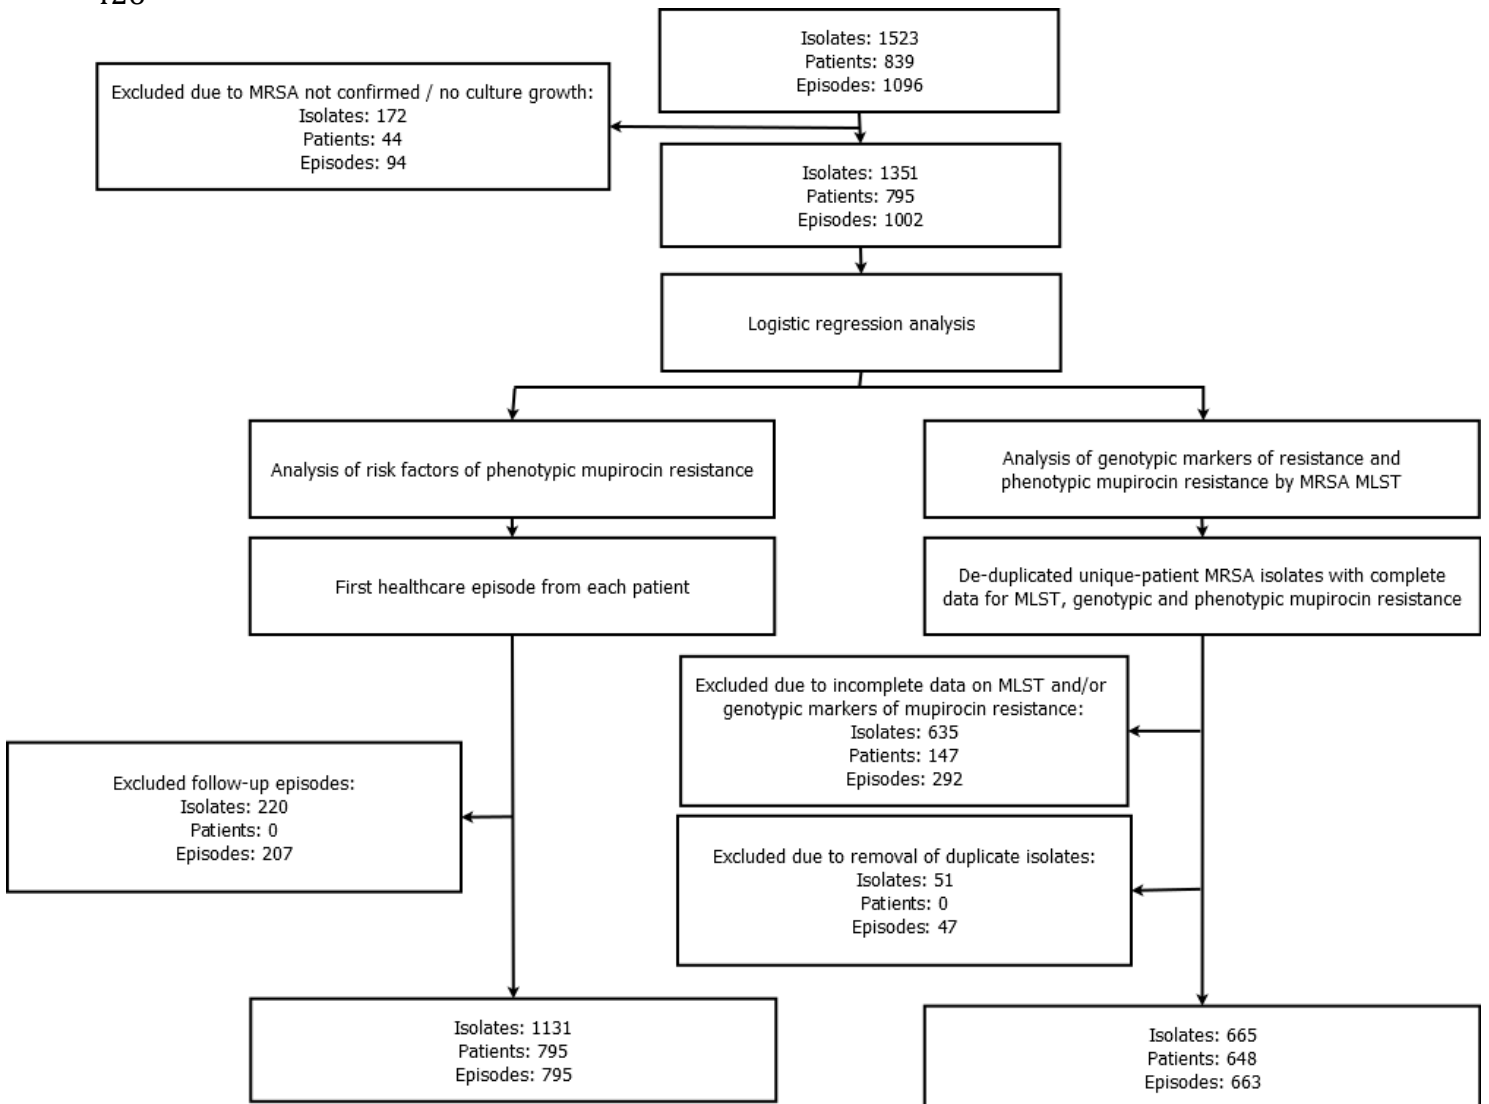 Isolates: 1523
Patients: 839
Episodes: 1096
Excluded due to MRSA not confirmed / no culture growth:
Isolates: 172
Patients: 44
Episodes: 94
Isolates: 1351
Patients: 795
Episodes: 1002
Logistic regression analysis
Analysis of risk factors of phenotypic mupirocin resistance
Analysis of genotypic markers of resistance and
phenotypic mupirocin resistance by MRSA MLST
First healthcare episode from each patient
De-duplicated unique-patient MRSA isolates with complete
data for MLST, genotypic and phenotypic mupirocin resistance
Excluded due to incomplete data on MLST and/or
genotypic markers of mupirocin resistance:
Isolates: 635
Patients: 147
Episodes: 292
Excluded follow-up episodes:
Isolates: 220
Patients: 0
Episodes: 207
Excluded due to removal of duplicate isolates:
Isolates: 51
Patients: 0
Episodes: 47
Isolates: 1131
Patients: 795
Episodes: 795
Isolates: 665
Patients: 648
Episodes: 663